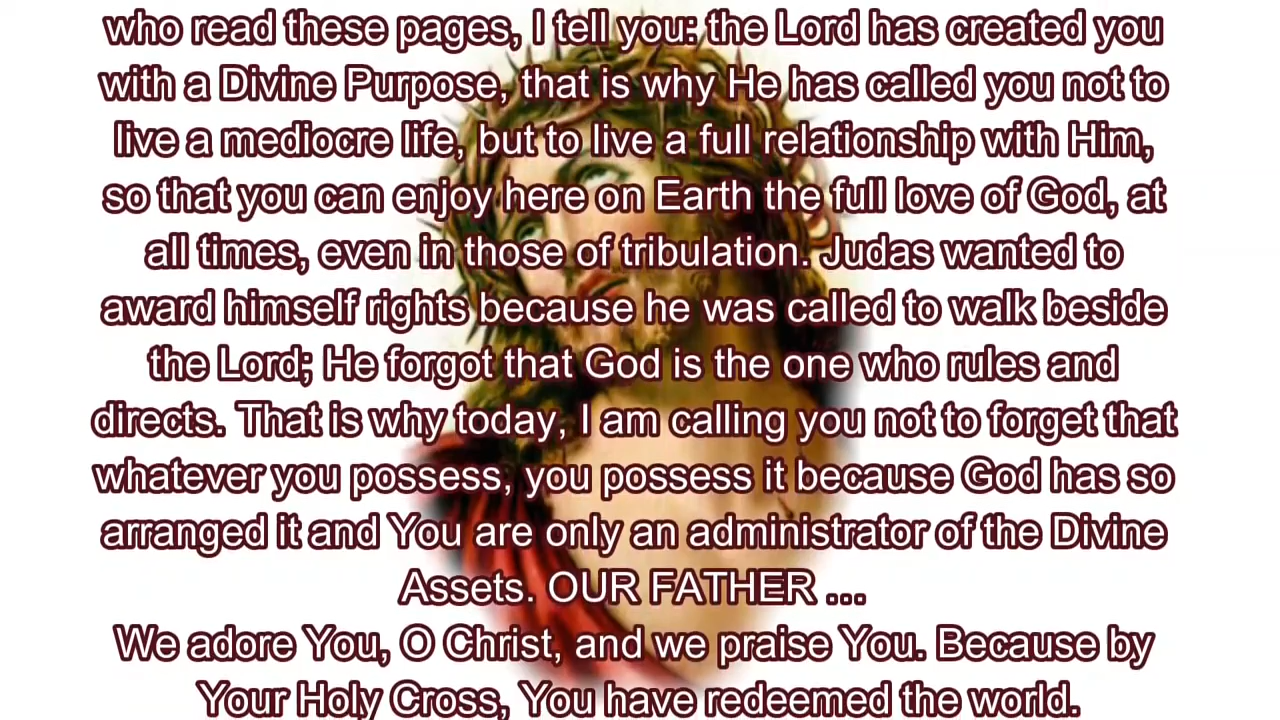 who read these pages, I tell you: the Lord has created you
with a Divine Purpose, that is why He has called you not to
live a mediocre life, but to live a full relationship with Him,
so that you can enjoy here on Earth the full love of God, at
all times, even in those of tribulation. Judas wanted to
award himself rights because he was called to walk beside
the Lord; He forgot that God is the one who rules and
directs. That is why today, I am calling you not to forget that
whatever you possess, you possess it because God has so
arranged it and You are only an administrator of the Divine
Assets. OUR FATHER ...
We adore You, O Christ, and we praise You. Because by
Your Holy Cross, You have redeemed the world.